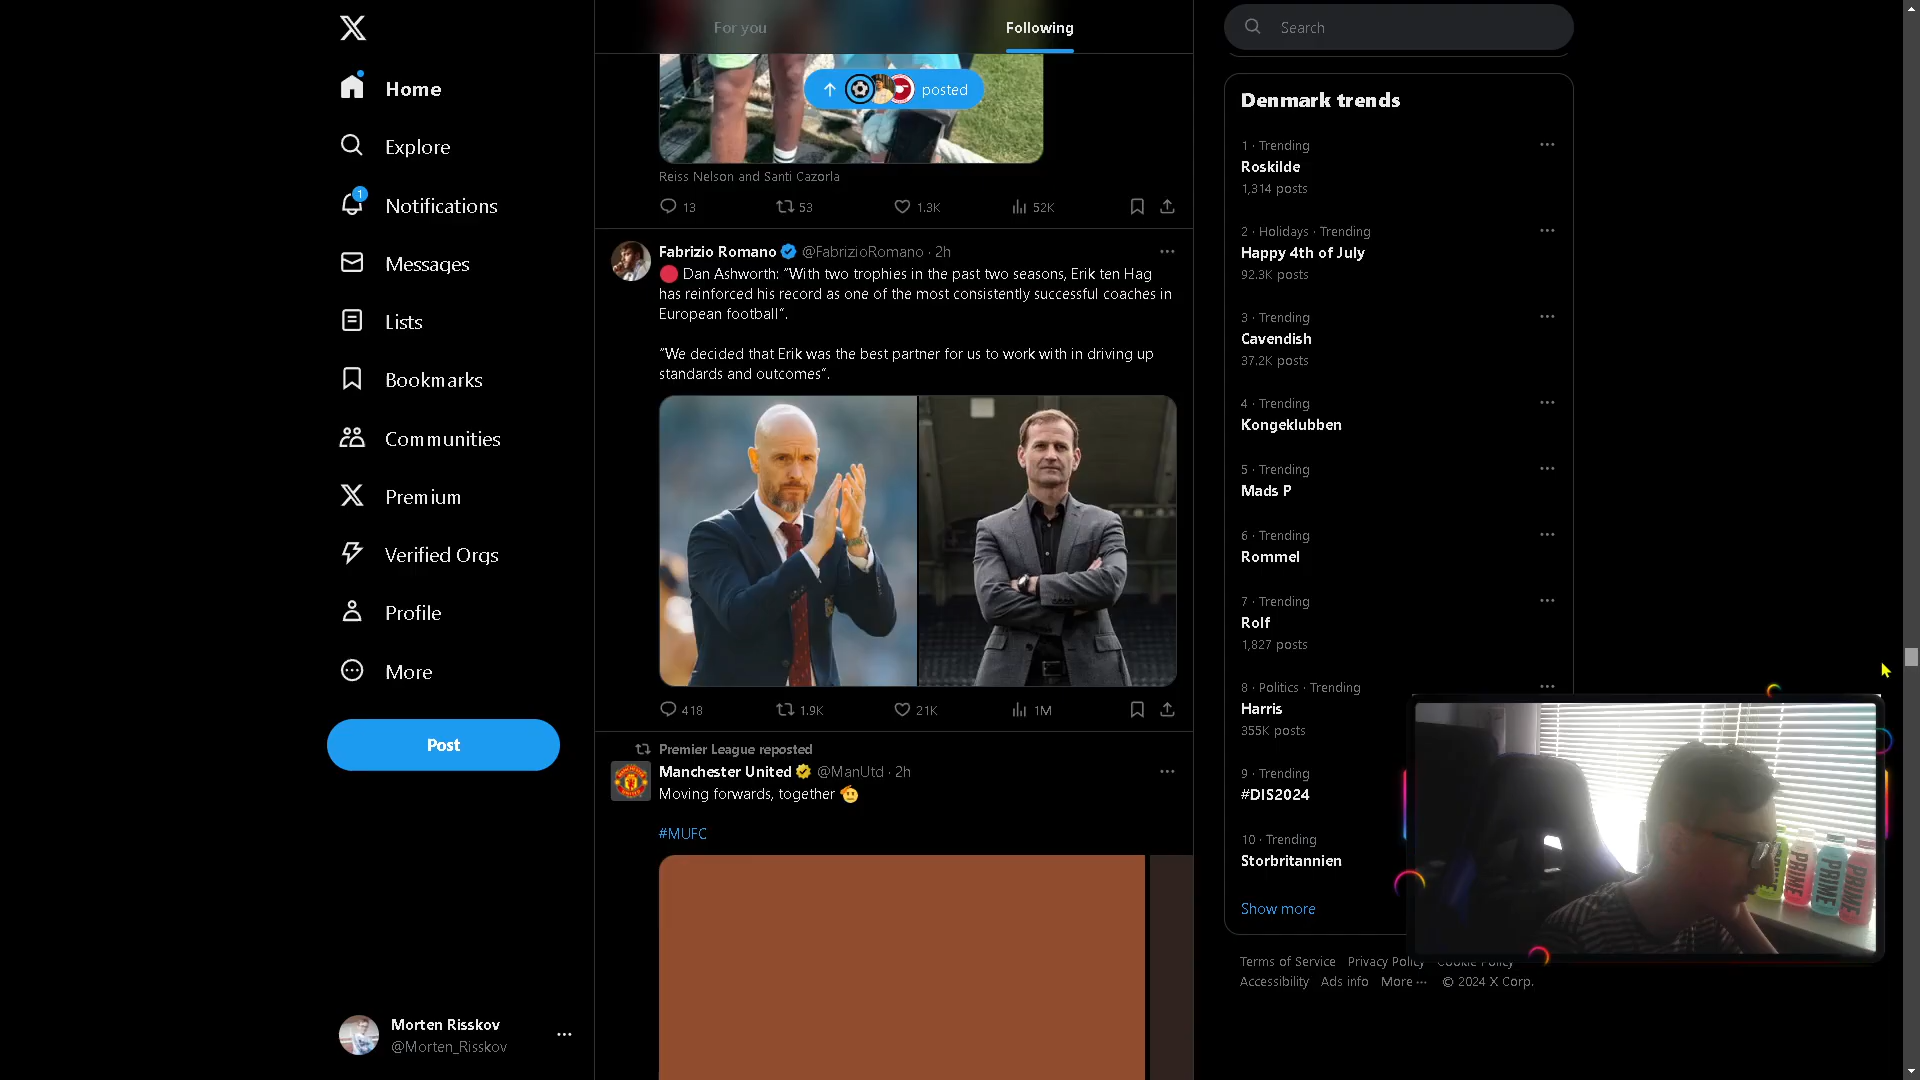 For you
Following
Search
posted
Home
Explore
1
Notifications
Messages
Lists
Bookmarks
Communities
Premium
Verified Orgs
Profile
More
Post
Morten Risskov
@Morten_Risskov
Reiss Nelson and Santi Cazorla
13
53
1.3K
52K
Fabrizio Romano @FabrizioRomano · 2h
🔴 Dan Ashworth: “With two trophies in the past two seasons, Erik ten Hag
has reinforced his record as one of the most consistently successful coaches in
European football”.
“We decided that Erik was the best partner for us to work with in driving up
standards and outcomes”.
418
1.9K
21K
1M
Premier League reposted
Manchester United @ManUtd · 2h
Moving forwards, together
#MUFC
Denmark trends
1 · Trending
Roskilde
1,314 posts
2 · Holidays · Trending
Happy 4th of July
92.3K posts
3 · Trending
Cavendish
37.2K posts
4 · Trending
Kongeklubben
5 · Trending
Mads P
6 · Trending
Rommel
7 · Trending
Rolf
1,827 posts
8 · Politics · Trending
Harris
355K posts
9 · Trending
#DIS2024
10 · Trending
Storbritannien
Show more
Terms of Service Privacy Policy Cookie Policy
Accessibility Ads info More ··· © 2024 X Corp.
PRIME
PRIME
PRIME